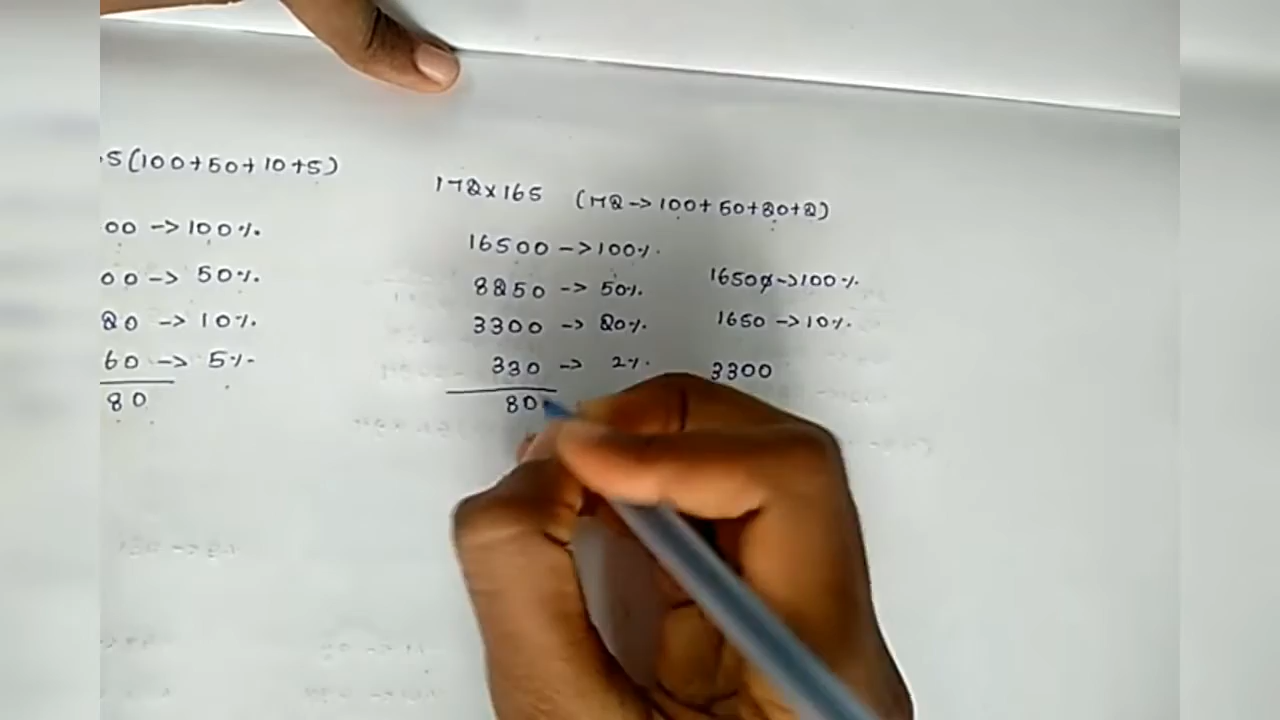 5(100+50+10+5)
00 -> 100%
00 -> 50%
20 -> 10%
60 -> 5%
80
172x165 (172 -> 100+50+20+2)
16500 -> 100%
8250 -> 50%
3300 -> 20%
330 -> 2%
80
16500 -> 100%
1650 -> 10%
3300